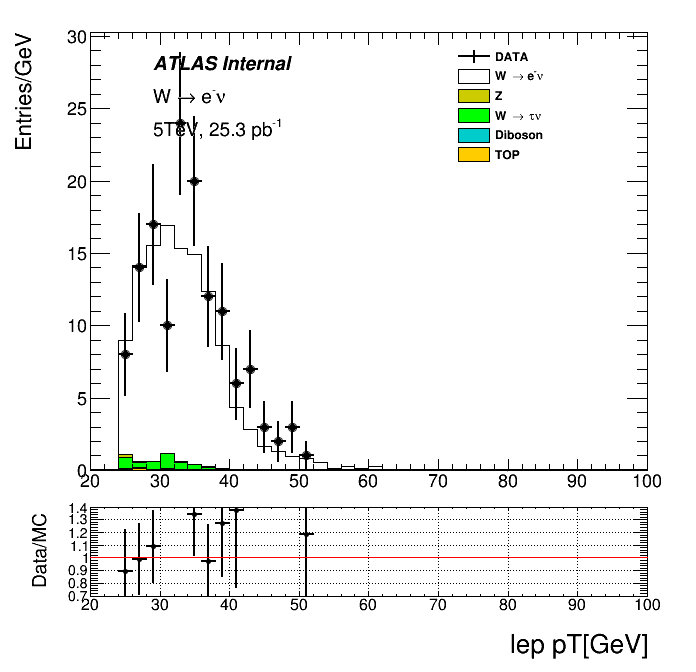 Entries/GeV
30
25
20
15
10
5
0
ATLAS Internal
W → e⁻ν
5TeV, 25.3 pb⁻¹
DATA
W → e⁻ν
Z
W → τν
Diboson
TOP
20 30 40 50 60 70 80 90 100
Data/MC
1.4
1.3
1.2
1.1
1
0.9
0.8
0.7
20 30 40 50 60 70 80 90 100
lep pT[GeV]